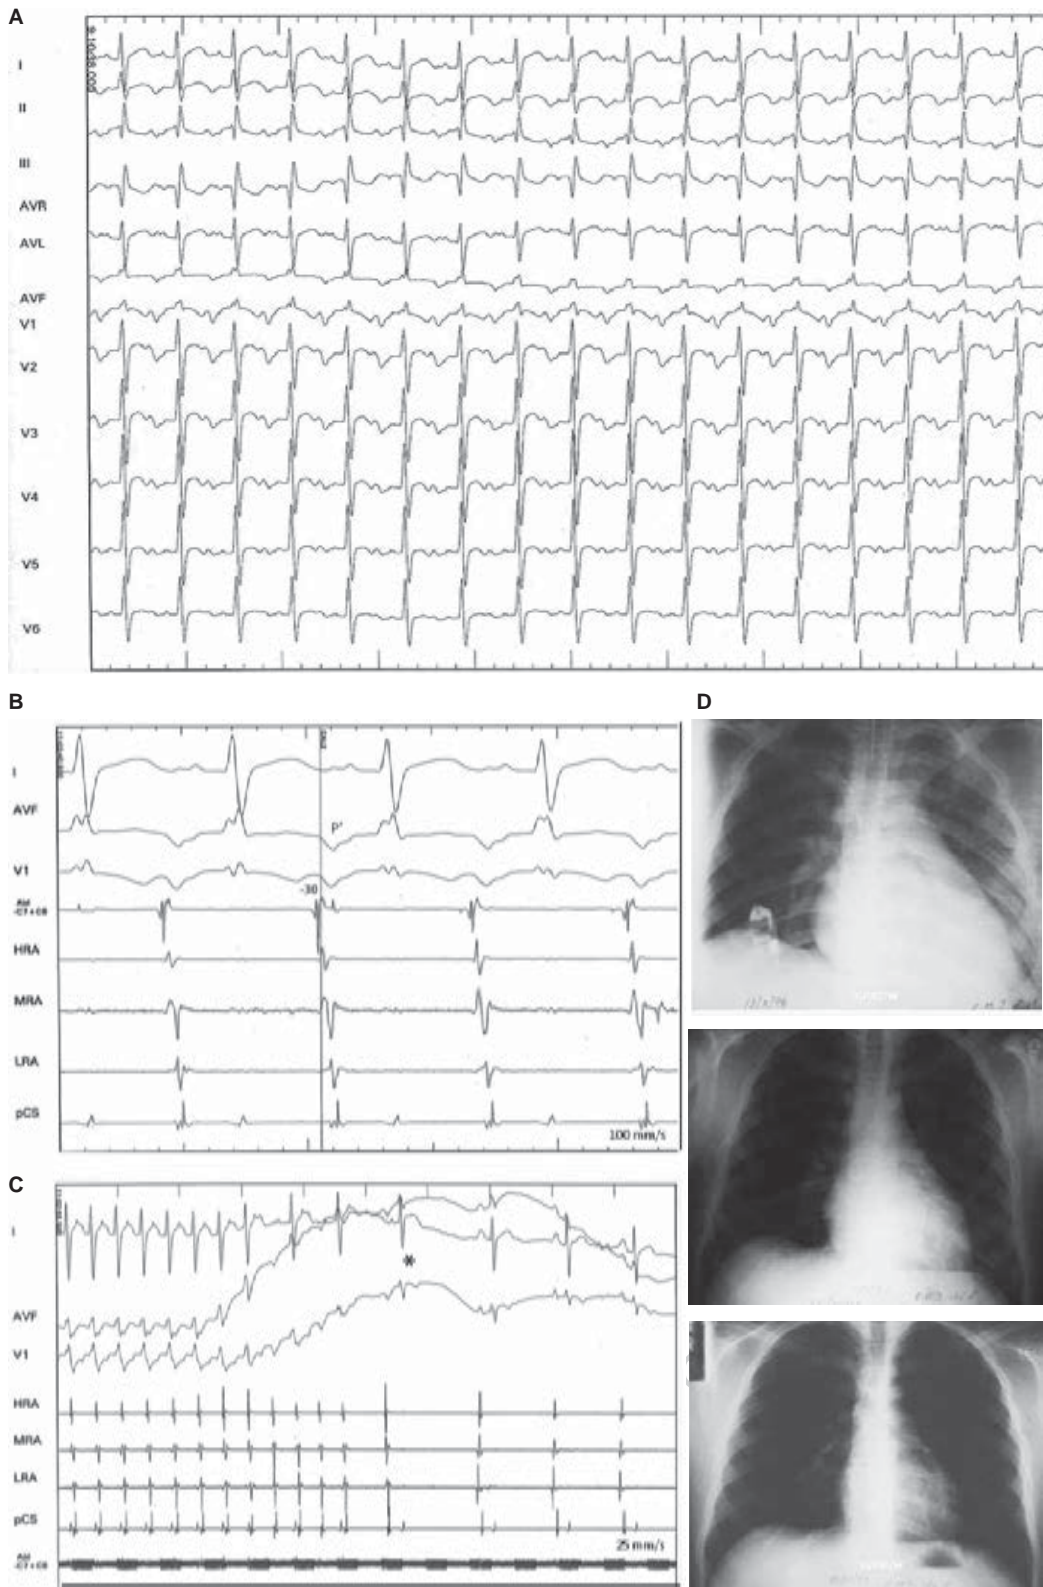 A
I
II
III
AVR
AVL
AVF
V1
V2
V3
V4
V5
V6
B
I
AVF
P'
V1
-30
HRA
MRA
LRA
pCS
100 mm/s
C
I
AVF
*
V1
HRA
MRA
LRA
pCS
25 mm/s
D